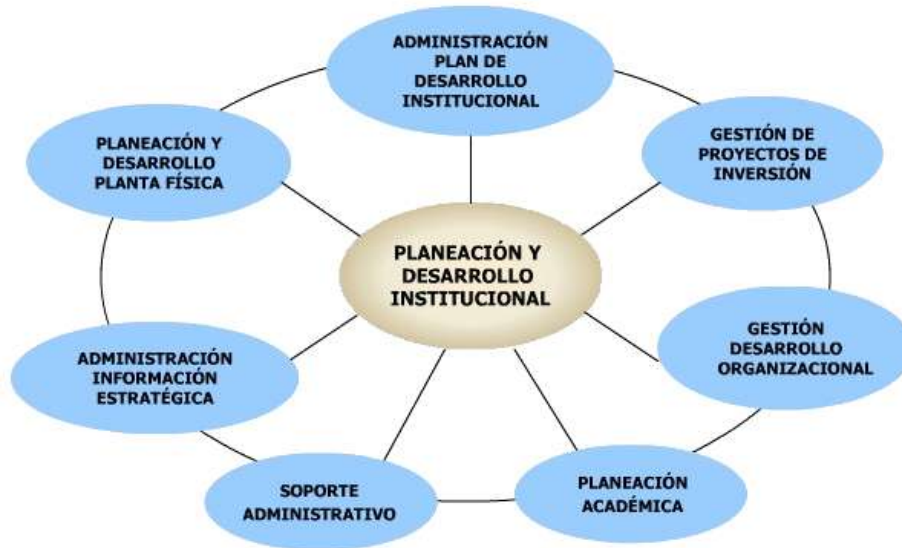 ADMINISTRACIÓN
PLAN DE
DESARROLLO
INSTITUCIONAL
GESTIÓN DE
PROYECTOS DE
INVERSIÓN
GESTIÓN
DESARROLLO
ORGANIZACIONAL
PLANEACIÓN
ACADÉMICA
SOPORTE
ADMINISTRATIVO
ADMINISTRACIÓN
INFORMACIÓN
ESTRATÉGICA
PLANEACIÓN Y
DESARROLLO
PLANTA FÍSICA
PLANEACIÓN Y
DESARROLLO
INSTITUCIONAL